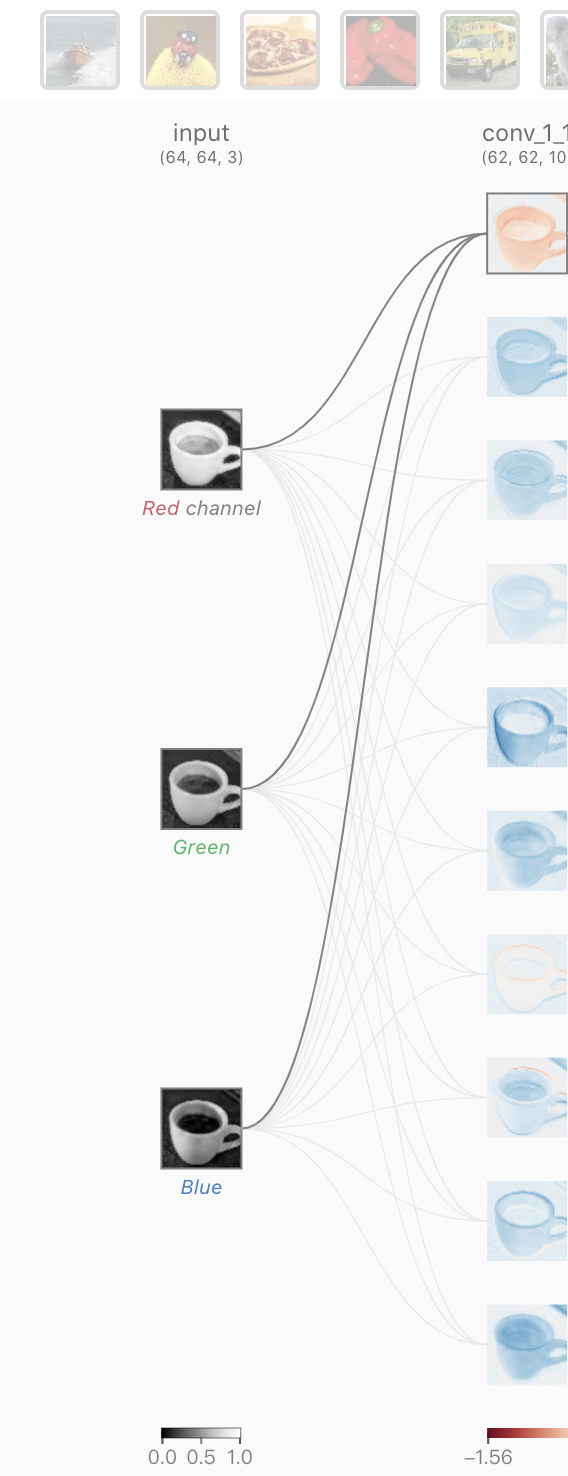 input
(64, 64, 3)
conv_1_1
(62, 62, 10
Red channel
Green
Blue
0.0 0.5 1.0
−1.56